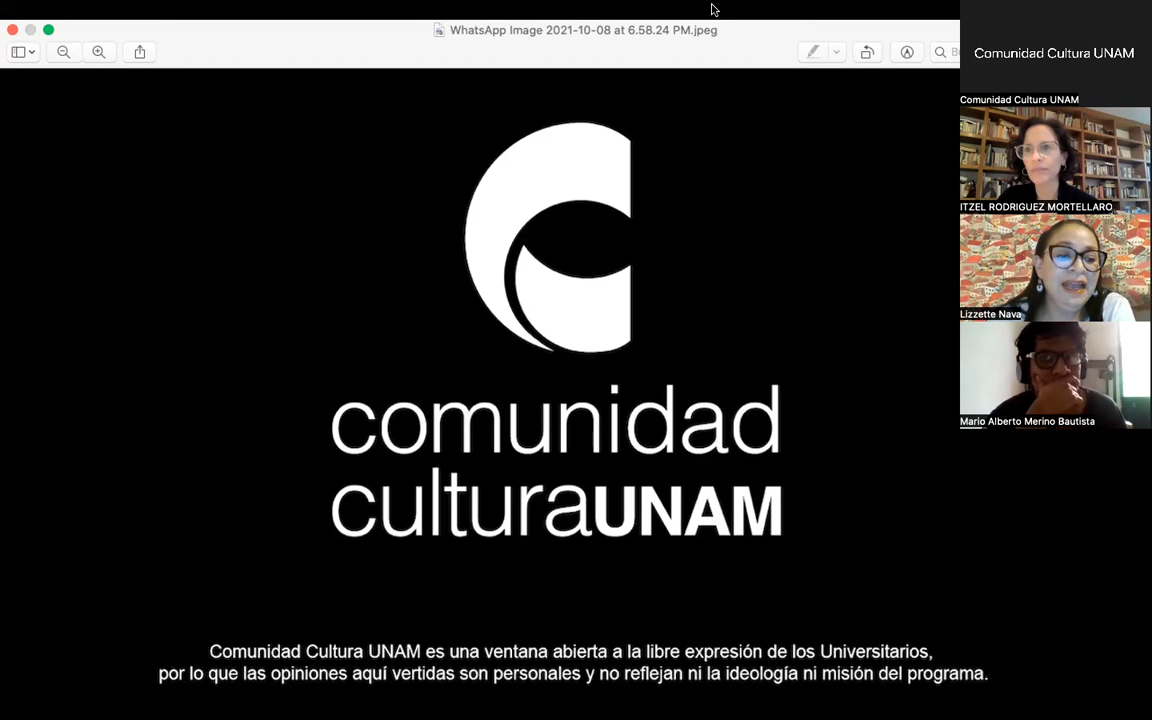 WhatsApp Image 2021-10-08 at 6.58.24 PM.jpeg
Comunidad Cultura UNAM
Comunidad Cultura UNAM
ITZEL RODRIGUEZ MORTELLARO
Lizzette Nava
Mario Alberto Merino Bautista
comunidad
culturaUNAM
Comunidad Cultura UNAM es una ventana abierta a la libre expresión de los Universitarios,
por lo que las opiniones aquí vertidas son personales y no reflejan ni la ideología ni misión del programa.